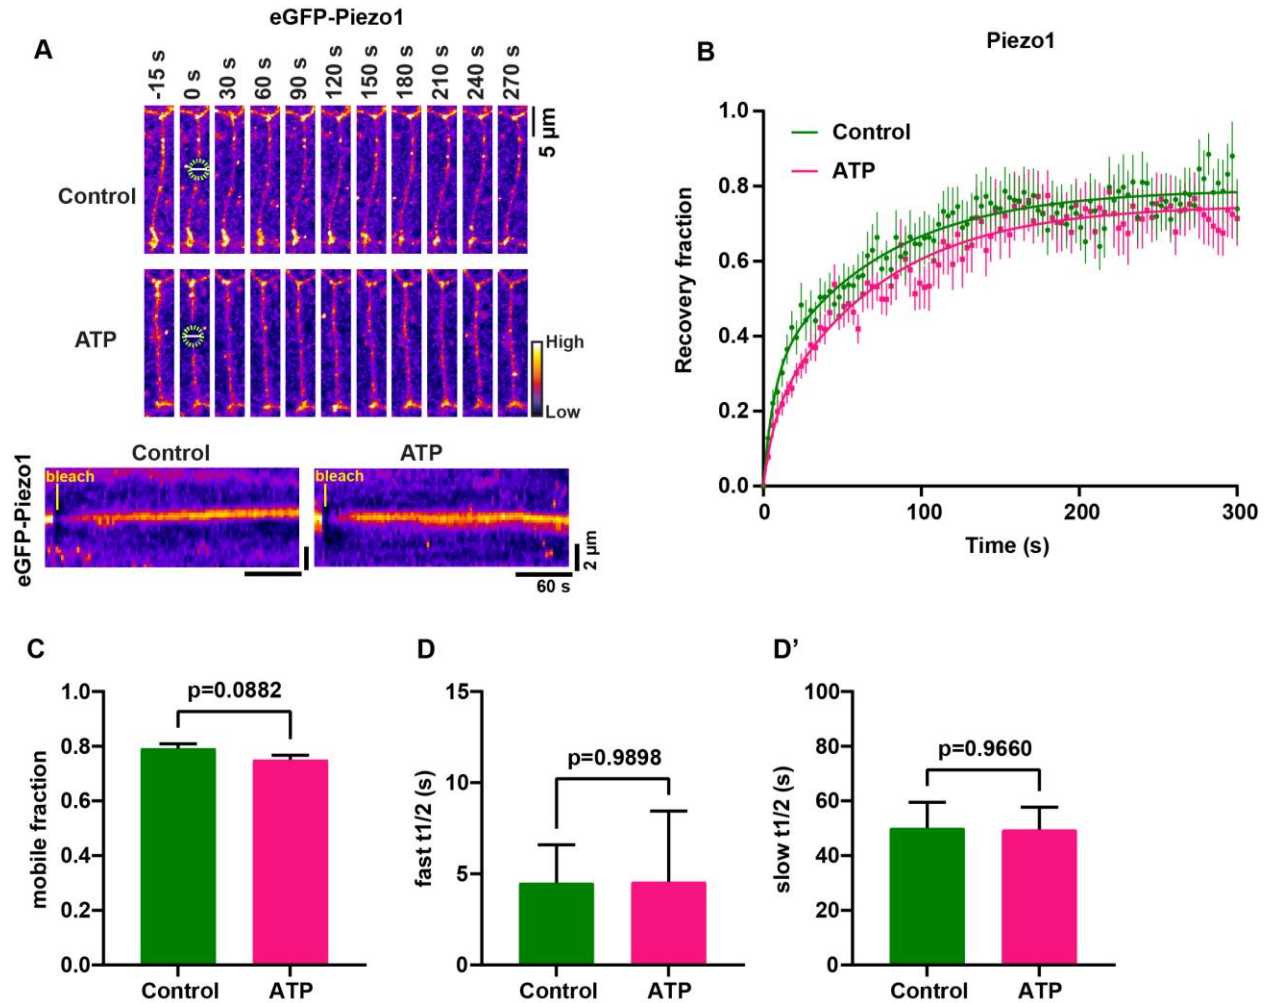 eGFP-Piezo1
A
-15 s
0 s
30 s
60 s
90 s
120 s
150 s
180 s
210 s
240 s
270 s
5 µm
Control
ATP
High
Low
Control
ATP
eGFP-Piezo1
bleach
bleach
2 µm
60 s
B
Piezo1
Control
ATP
Recovery fraction
1.0
0.8
0.6
0.4
0.2
0.0
0
100
200
300
Time (s)
C
p=0.0882
mobile fraction
1.0
0.8
0.6
0.4
0.2
0.0
Control
ATP
D
p=0.9898
fast t1/2 (s)
15
10
5
0
Control
ATP
D’
p=0.9660
slow t1/2 (s)
100
80
60
40
20
0
Control
ATP